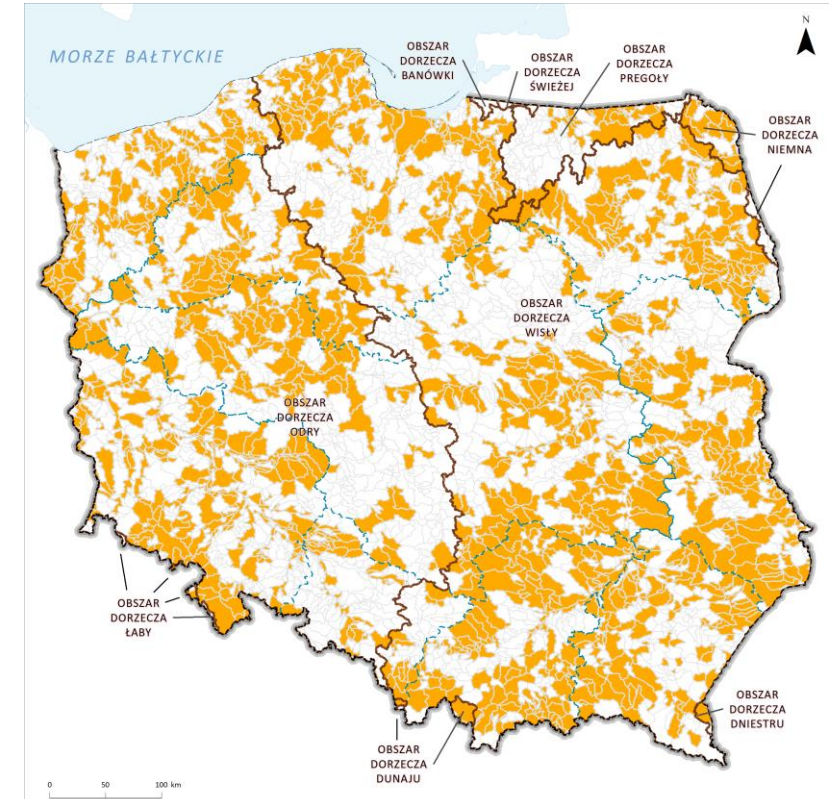 N
MORZE BAŁTYCKIE
OBSZAR
DORZECZA
BANÓWKI
OBSZAR
DORZECZA
ŚWIEŻEJ
OBSZAR
DORZECZA
PREGOŁY
OBSZAR
DORZECZA
NIEMNA
OBSZAR
DORZECZA
WISŁY
OBSZAR
DORZECZA
ODRY
OBSZAR
DORZECZA
ŁABY
OBSZAR
DORZECZA
DNIESTRU
OBSZAR
DORZECZA
DUNAJU
0 50 100 km